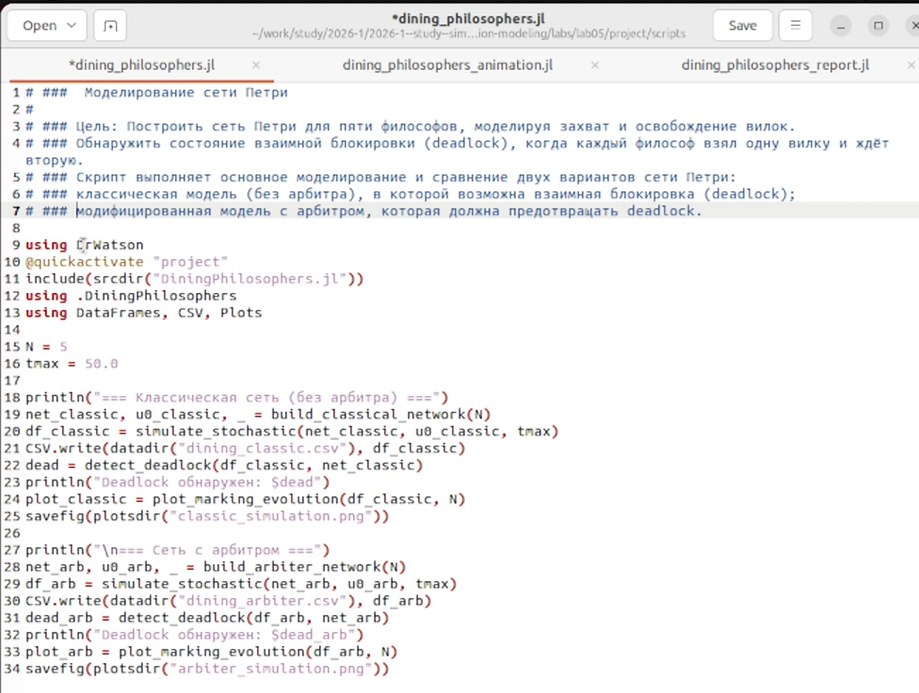 Open
*dining_philosophers.jl
~/work/study/2026-1/2026-1--study--sim...ion-modeling/labs/lab05/project/scripts
Save
*dining_philosophers.jl
dining_philosophers_animation.jl
dining_philosophers_report.jl
1 # ###  Моделирование сети Петри
2 #
3 # ### Цель: Построить сеть Петри для пяти философов, моделируя захват и освобождение вилок.
4 # ### Обнаружить состояние взаимной блокировки (deadlock), когда каждый философ взял одну вилку и ждёт
вторую.
5 # ### Скрипт выполняет основное моделирование и сравнение двух вариантов сети Петри:
6 # ### классическая модель (без арбитра), в которой возможна взаимная блокировка (deadlock);
7 # ### модифицированная модель с арбитром, которая должна предотвращать deadlock.
8
9 using DrWatson
10 @quickactivate "project"
11 include(srcdir("DiningPhilosophers.jl"))
12 using .DiningPhilosophers
13 using DataFrames, CSV, Plots
14
15 N = 5
16 tmax = 50.0
17
18 println("=== Классическая сеть (без арбитра) ===")
19 net_classic, u0_classic, _ = build_classical_network(N)
20 df_classic = simulate_stochastic(net_classic, u0_classic, tmax)
21 CSV.write(datadir("dining_classic.csv"), df_classic)
22 dead = detect_deadlock(df_classic, net_classic)
23 println("Deadlock обнаружен: $dead")
24 plot_classic = plot_marking_evolution(df_classic, N)
25 savefig(plotsdir("classic_simulation.png"))
26
27 println("\n=== Сеть с арбитром ===")
28 net_arb, u0_arb, _ = build_arbiter_network(N)
29 df_arb = simulate_stochastic(net_arb, u0_arb, tmax)
30 CSV.write(datadir("dining_arbiter.csv"), df_arb)
31 dead_arb = detect_deadlock(df_arb, net_arb)
32 println("Deadlock обнаружен: $dead_arb")
33 plot_arb = plot_marking_evolution(df_arb, N)
34 savefig(plotsdir("arbiter_simulation.png"))